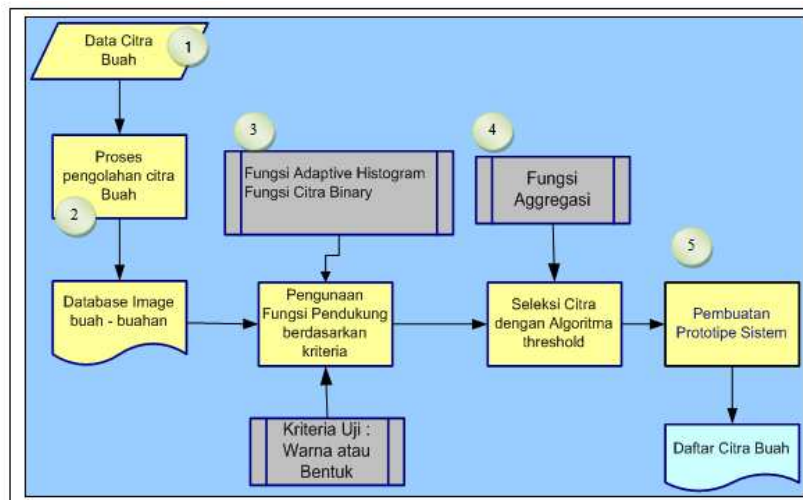 Data Citra
Buah
1
Proses
pengolahan citra
Buah
2
Database Image
buah - buahan
3
Fungsi Adaptive Histogram
Fungsi Citra Binary
Pengunaan
Fungsi Pendukung
berdasarkan
kriteria
Kriteria Uji :
Warna atau
Bentuk
4
Fungsi
Aggregasi
Seleksi Citra
dengan Algoritma
threshold
5
Pembuatan
Prototipe Sistem
Daftar Citra Buah